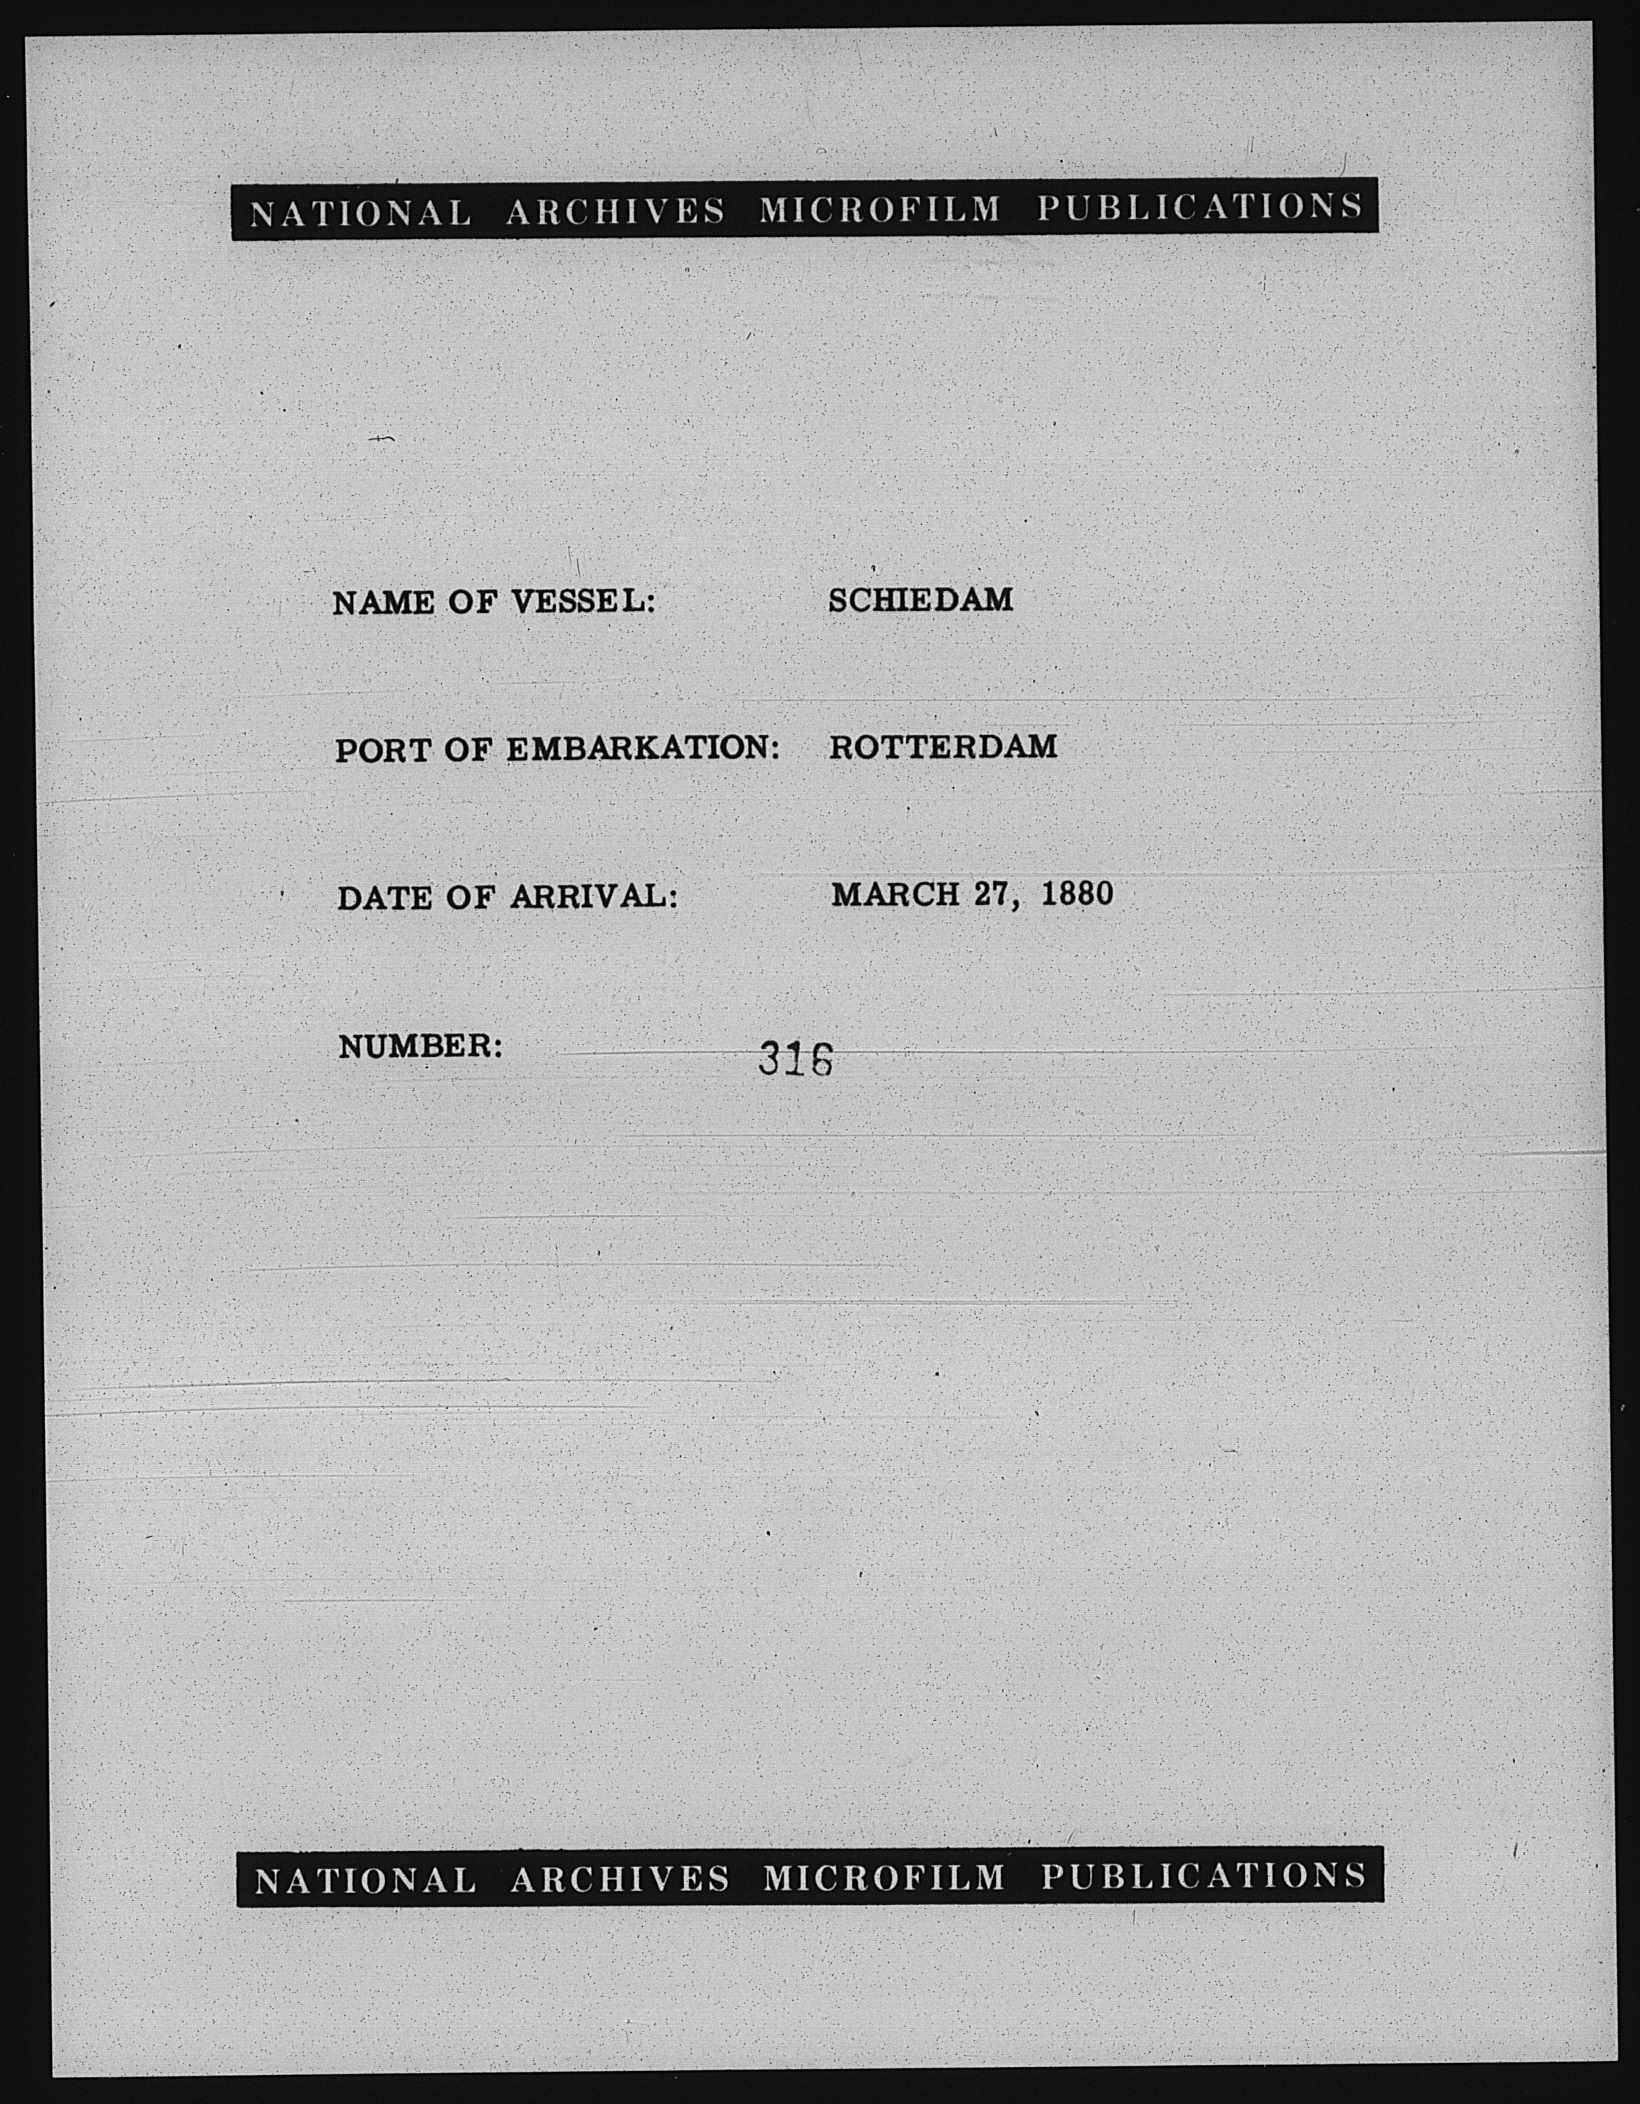 NATIONAL ARCHIVES MICROFILM PUBLICATIONS
NAME OF VESSEL: SCHIEDAM
PORT OF EMBARKATION: ROTTERDAM
DATE OF ARRIVAL: MARCH 27, 1880
NUMBER: 316
NATIONAL ARCHIVES MICROFILM PUBLICATIONS